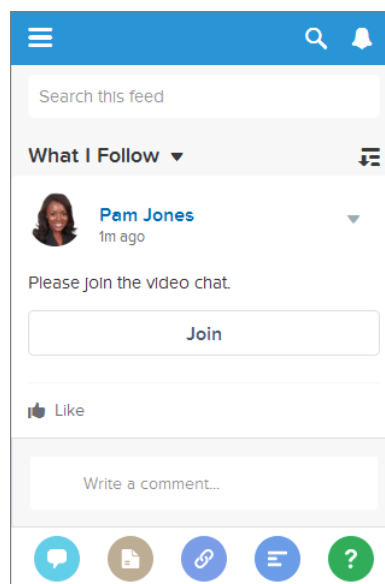 Search this feed
What I Follow
Pam Jones
1m ago
Please join the video chat.
Join
Like
Write a comment...
?